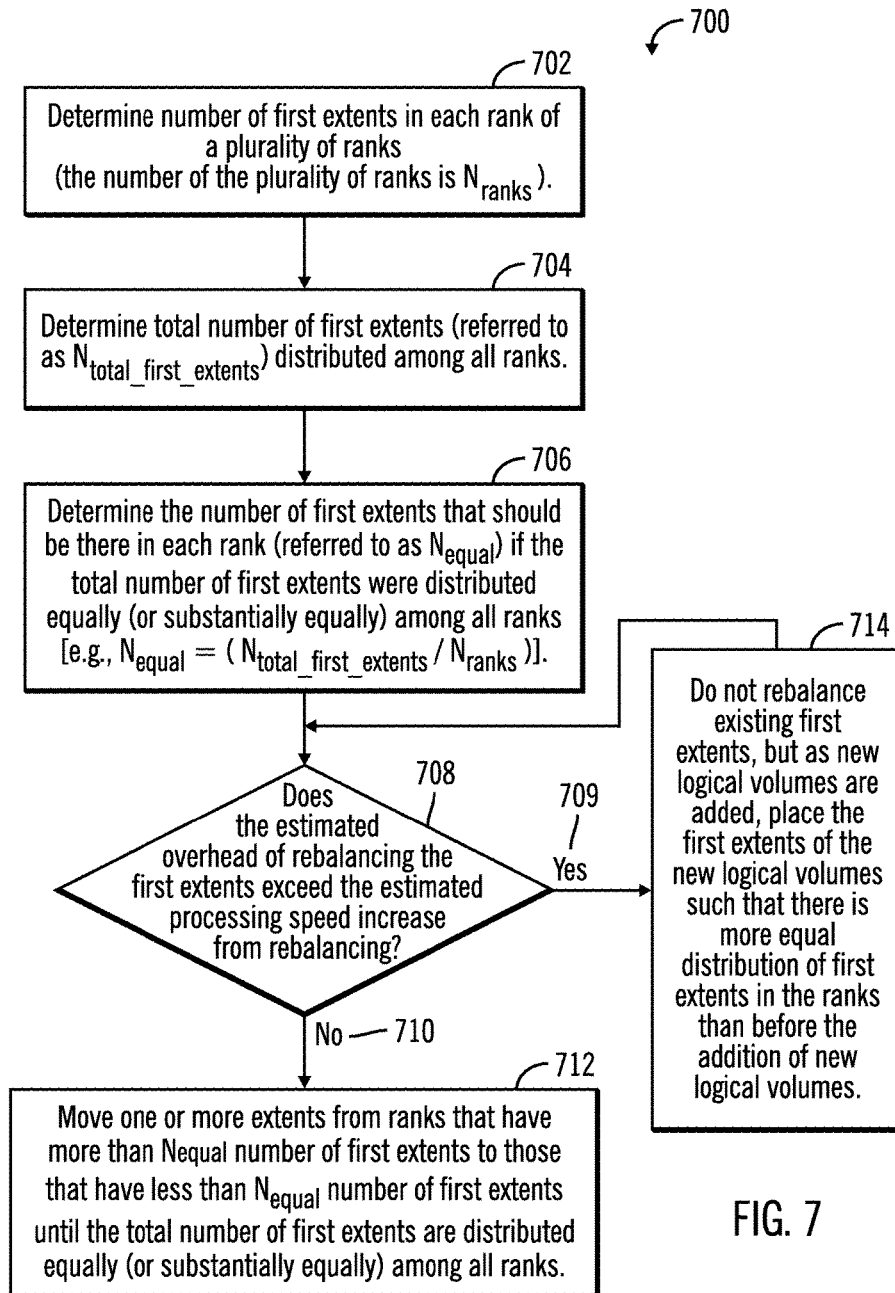 700
702
Determine number of first extents in each rank of
a plurality of ranks
(the number of the plurality of ranks is N_ranks).
704
Determine total number of first extents (referred to
as N_total_first_extents) distributed among all ranks.
706
Determine the number of first extents that should
be there in each rank (referred to as N_equal) if the
total number of first extents were distributed
equally (or substantially equally) among all ranks
[e.g., N_equal = (N_total_first_extents / N_ranks)].
708
Does
the estimated
overhead of rebalancing the
first extents exceed the estimated
processing speed increase
from rebalancing?
709
Yes
714
Do not rebalance
existing first
extents, but as new
logical volumes are
added, place the
first extents of the
new logical volumes
such that there is
more equal
distribution of first
extents in the ranks
than before the
addition of new
logical volumes.
No 710
712
Move one or more extents from ranks that have
more than Nequal number of first extents to those
that have less than N_equal number of first extents
until the total number of first extents are distributed
equally (or substantially equally) among all ranks.
FIG. 7